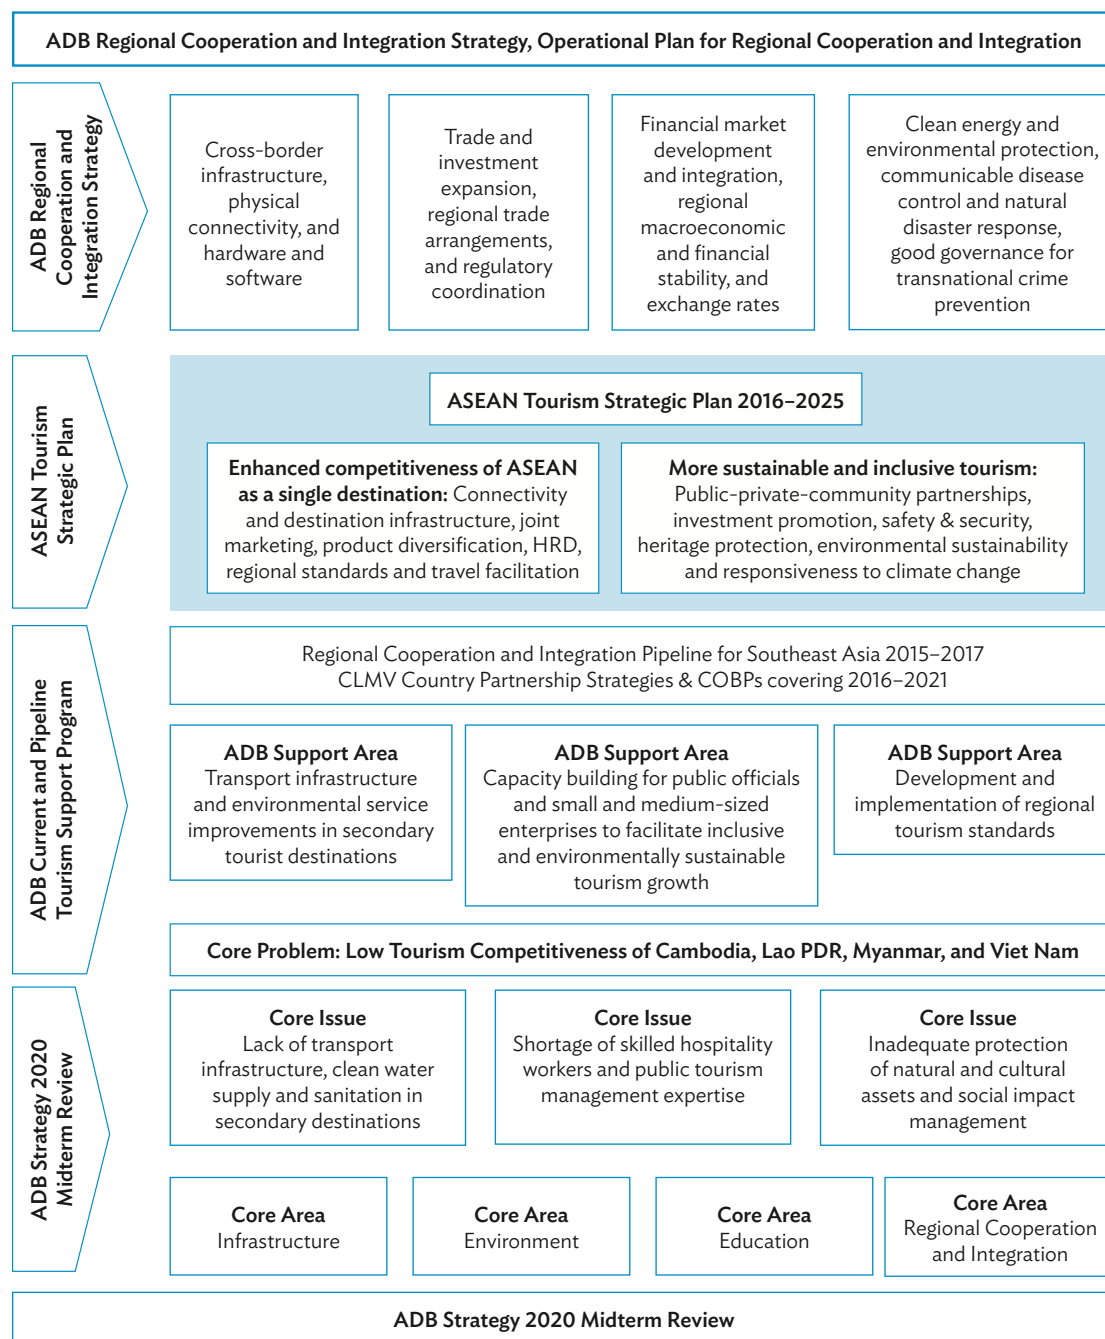 ADB Regional Cooperation and Integration Strategy, Operational Plan for Regional Cooperation and Integration
ADB Regional
Cooperation and
Integration Strategy
Cross-border
infrastructure,
physical
connectivity, and
hardware and
software
Trade and
investment
expansion,
regional trade
arrangements,
and regulatory
coordination
Financial market
development
and integration,
regional
macroeconomic
and financial
stability, and
exchange rates
Clean energy and
environmental protection,
communicable disease
control and natural
disaster response,
good governance for
transnational crime
prevention
ASEAN Tourism
Strategic Plan
ASEAN Tourism Strategic Plan 2016–2025
Enhanced competitiveness of ASEAN
as a single destination: Connectivity
and destination infrastructure, joint
marketing, product diversification, HRD,
regional standards and travel facilitation
More sustainable and inclusive tourism:
Public-private-community partnerships,
investment promotion, safety & security,
heritage protection, environmental sustainability
and responsiveness to climate change
ADB Current and Pipeline
Tourism Support Program
Regional Cooperation and Integration Pipeline for Southeast Asia 2015–2017
CLMV Country Partnership Strategies & COBPs covering 2016–2021
ADB Support Area
Transport infrastructure
and environmental service
improvements in secondary
tourist destinations
ADB Support Area
Capacity building for public officials
and small and medium-sized
enterprises to facilitate inclusive
and environmentally sustainable
tourism growth
ADB Support Area
Development and
implementation of regional
tourism standards
Core Problem: Low Tourism Competitiveness of Cambodia, Lao PDR, Myanmar, and Viet Nam
ADB Strategy 2020
Midterm Review
Core Issue
Lack of transport
infrastructure, clean water
supply and sanitation in
secondary destinations
Core Issue
Shortage of skilled hospitality
workers and public tourism
management expertise
Core Issue
Inadequate protection
of natural and cultural
assets and social impact
management
Core Area
Infrastructure
Core Area
Environment
Core Area
Education
Core Area
Regional Cooperation
and Integration
ADB Strategy 2020 Midterm Review